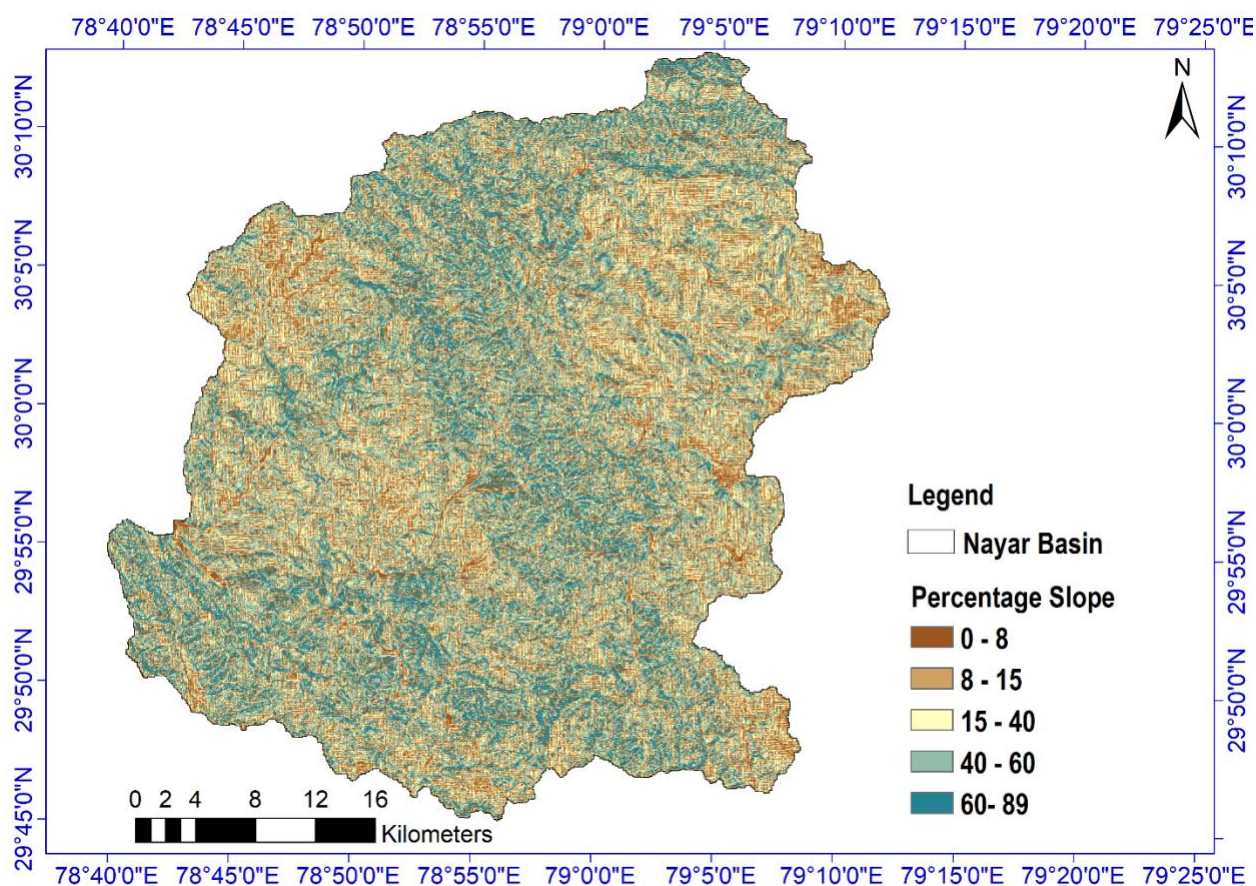 78°40'0"E 78°45'0"E 78°50'0"E 78°55'0"E 79°0'0"E 79°5'0"E 79°10'0"E 79°15'0"E 79°20'0"E 79°25'0"E
N
30°10'0"N
30°10'0"N
30°5'0"N
30°5'0"N
30°0'0"N
30°0'0"N
Legend
Nayar Basin
29°55'0"N
29°55'0"N
Percentage Slope
0 - 8
8 - 15
29°50'0"N
29°50'0"N
15 - 40
40 - 60
60- 89
0 2 4 8 12 16
Kilometers
29°45'0"N
78°40'0"E 78°45'0"E 78°50'0"E 78°55'0"E 79°0'0"E 79°5'0"E 79°10'0"E 79°15'0"E 79°20'0"E 79°25'0"E